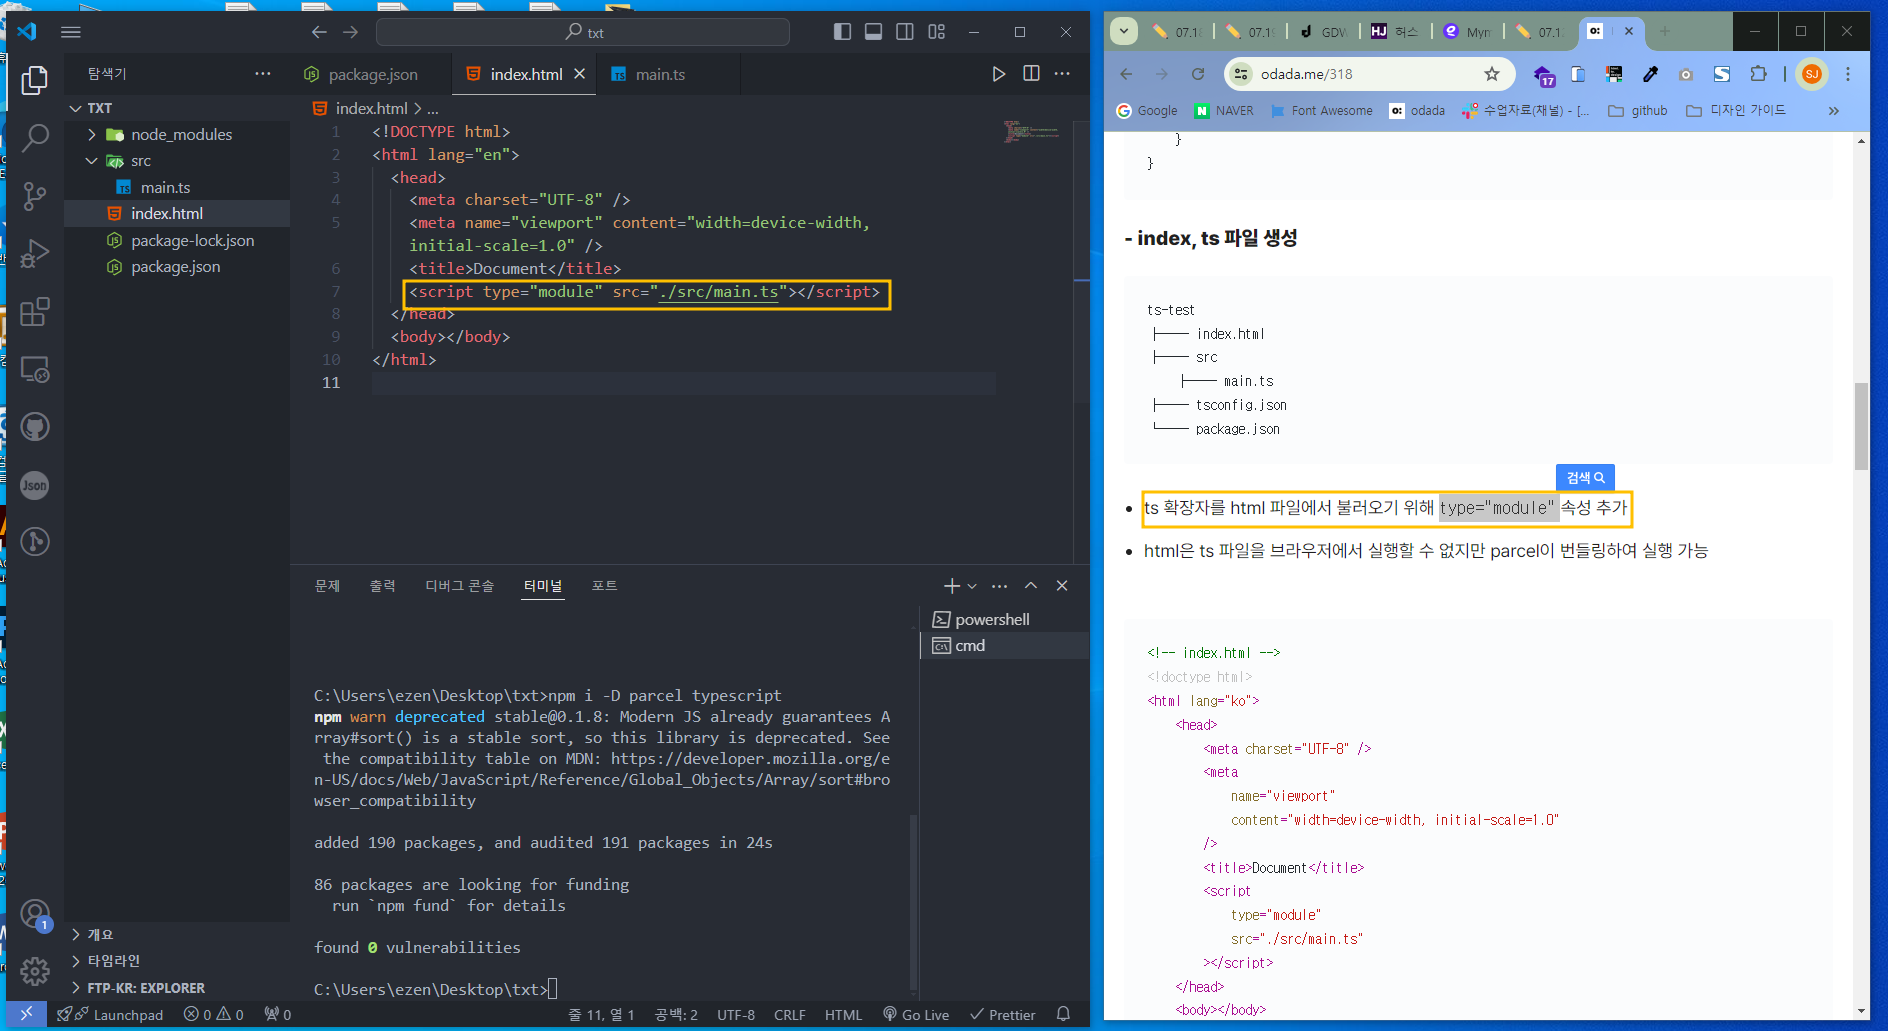 txt
탐색기
package.json
index.html
main.ts
TXT
node_modules
src
main.ts
index.html
package-lock.json
package.json
개요
타임라인
FTP-KR: EXPLORER
index.html > ...
1 <!DOCTYPE html>
2 <html lang="en">
3 <head>
4 <meta charset="UTF-8" />
5 <meta name="viewport" content="width=device-width,
initial-scale=1.0" />
6 <title>Document</title>
7 <script type="module" src="./src/main.ts"></script>
8 </head>
9 <body></body>
10 </html>
11
문제 출력 디버그 콘솔 터미널 포트
powershell
cmd
C:\Users\ezen\Desktop\txt>npm i -D parcel typescript
npm warn deprecated stable@0.1.8: Modern JS already guarantees A
rray#sort() is a stable sort, so this library is deprecated. See
the compatibility table on MDN: https://developer.mozilla.org/e
n-US/docs/Web/JavaScript/Reference/Global_Objects/Array/sort#bro
wser_compatibility
added 190 packages, and audited 191 packages in 24s
86 packages are looking for funding
run `npm fund` for details
found 0 vulnerabilities
C:\Users\ezen\Desktop\txt>
Json
1
Launchpad 0 0 0 줄 11, 열 1 공백: 2 UTF-8 CRLF HTML Go Live Prettier
07.1 07.1 GDW HJ 허스 Myn 07.1 o:
odada.me/318
17
SJ
Google NAVER Font Awesome o: odada 수업자료(채널) - [... github 디자인 가이드 »
}
}
- index, ts 파일 생성
ts-test
├── index.html
├── src
├── main.ts
├── tsconfig.json
└── package.json
검색
• ts 확장자를 html 파일에서 불러오기 위해 type="module" 속성 추가
• html은 ts 파일을 브라우저에서 실행할 수 없지만 parcel이 번들링하여 실행 가능
<!-- index.html -->
<!doctype html>
<html lang="ko">
<head>
<meta charset="UTF-8" />
<meta
name="viewport"
content="width=device-width, initial-scale=1.0"
/>
<title>Document</title>
<script
type="module"
src="./src/main.ts"
></script>
</head>
<body></body>